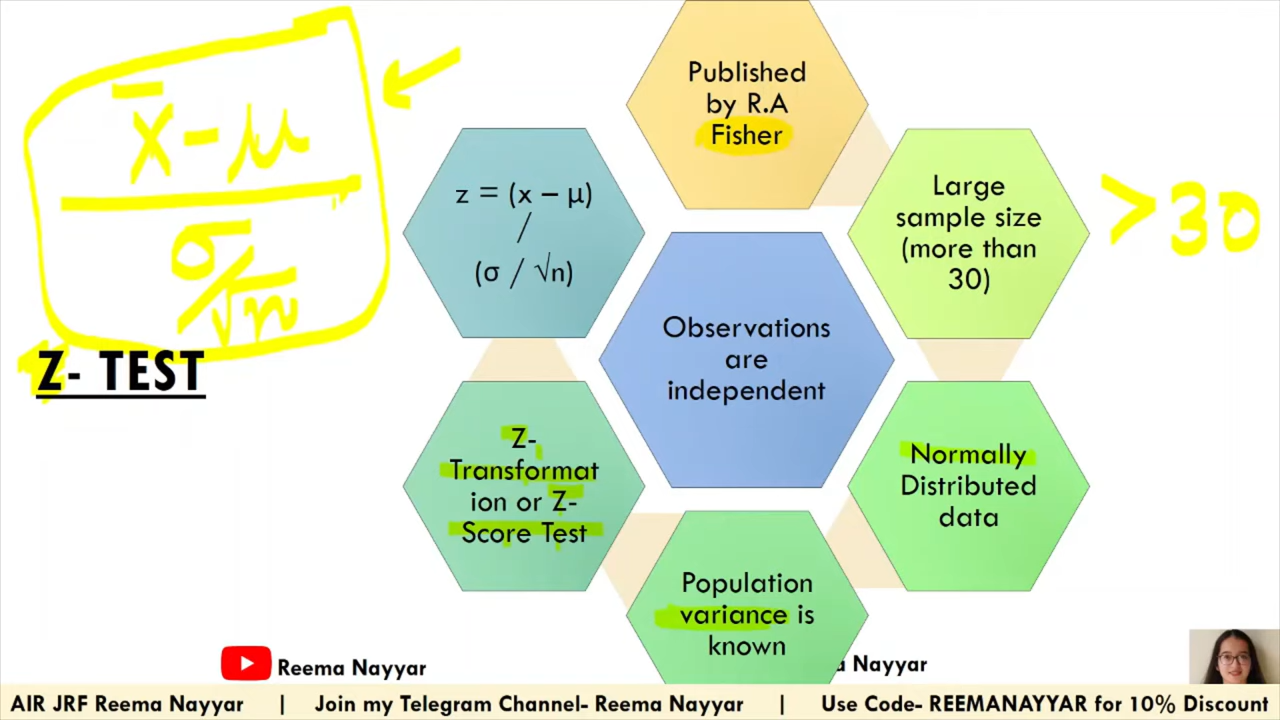 x̄ - μ
σ/√n
Z- TEST
Published
by R.A
Fisher
Large
sample size
(more than
30)
>30
z = (x – μ)
/
(σ / √n)
Observations
are
independent
Z-
Transformat
ion or Z-
Score Test
Normally
Distributed
data
Population
variance is
known
Reema Nayyar
a Nayyar
AIR JRF Reema Nayyar | Join my Telegram Channel- Reema Nayyar | Use Code- REEMANAYYAR for 10% Discount